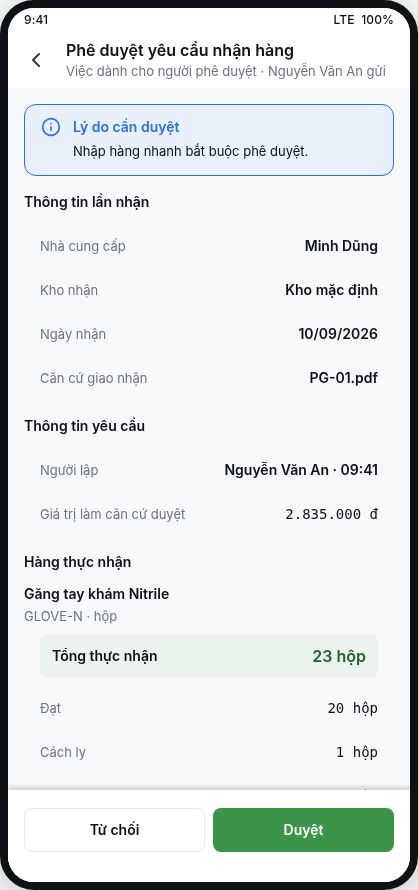 9:41
LTE 100%
Phê duyệt yêu cầu nhận hàng
Việc dành cho người phê duyệt · Nguyễn Văn An gửi
Lý do cần duyệt
Nhập hàng nhanh bắt buộc phê duyệt.
Thông tin lần nhận
Nhà cung cấp
Minh Dũng
Kho nhận
Kho mặc định
Ngày nhận
10/09/2026
Căn cứ giao nhận
PG-01.pdf
Thông tin yêu cầu
Người lập
Nguyễn Văn An · 09:41
Giá trị làm căn cứ duyệt
2.835.000 đ
Hàng thực nhận
Găng tay khám Nitrile
GLOVE-N · hộp
Tổng thực nhận
23 hộp
Đạt
20 hộp
Cách ly
1 hộp
Từ chối
Duyệt